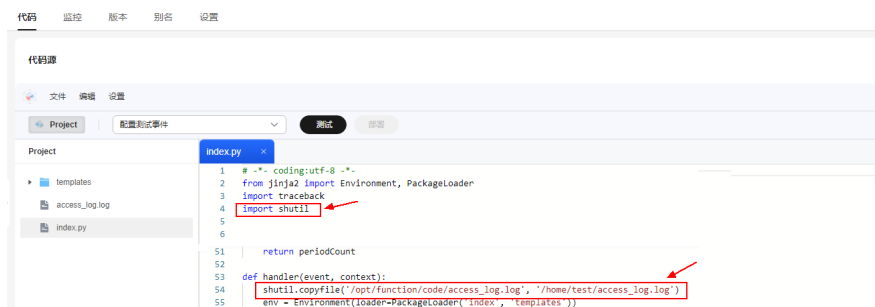 代码 监控 版本 别名 设置
代码源
文件 编辑 设置
Project 配置测试事件 测试 部署
Project index.py ×
templates
access_log.log
index.py
1 # -*- coding:utf-8 -*-
2 from jinja2 import Environment, PackageLoader
3 import traceback
4 import shutil
5
6
51 return periodCount
52
53 def handler(event, context):
54 shutil.copyfile('/opt/function/code/access_log.log', '/home/test/access_log.log')
55 env = Environment(loader=PackageLoader('index', 'templates'))